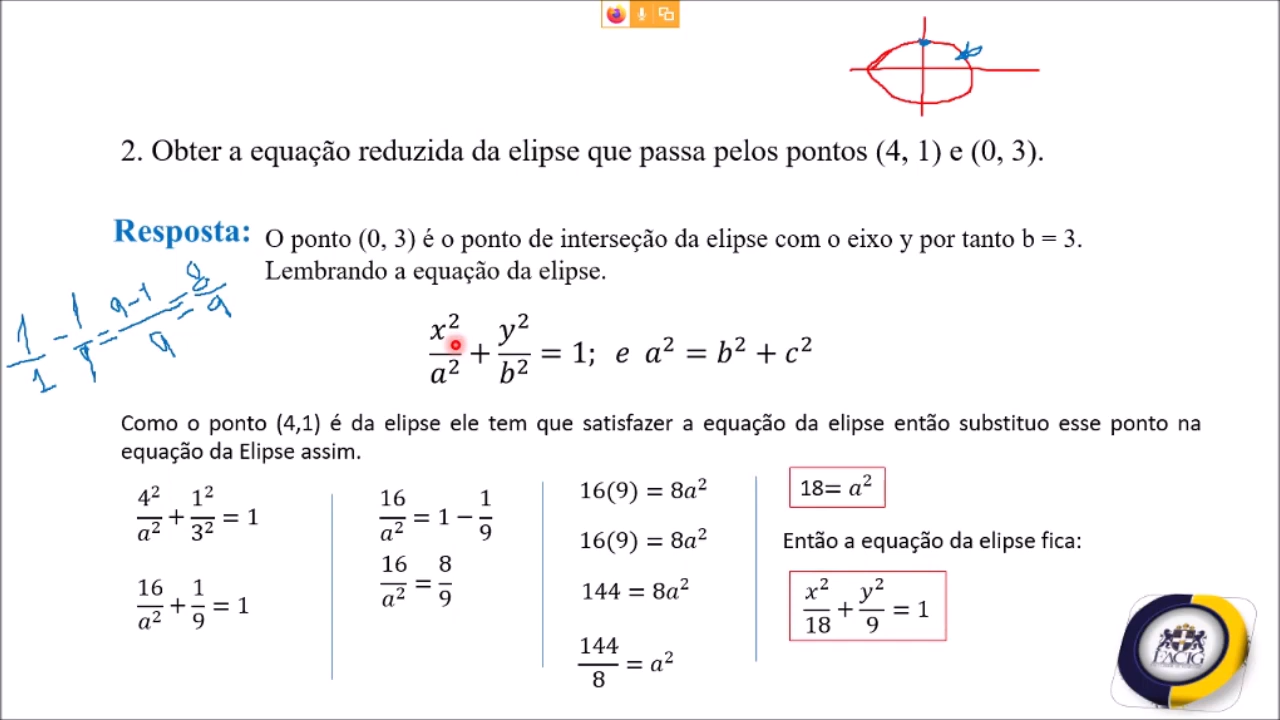 2. Obter a equação reduzida da elipse que passa pelos pontos (4, 1) e (0, 3).
Resposta: O ponto (0, 3) é o ponto de interseção da elipse com o eixo y por tanto b = 3.
Lembrando a equação da elipse.
1/1 - 1/9 = 9-1/9 = 8/9
x²/a² + y²/b² = 1; e a² = b² + c²
Como o ponto (4,1) é da elipse ele tem que satisfazer a equação da elipse então substituo esse ponto na
equação da Elipse assim.
4²/a² + 1²/3² = 1
16/a² + 1/9 = 1
16/a² = 1 − 1/9
16/a² = 8/9
16(9) = 8a²
16(9) = 8a²
144 = 8a²
144/8 = a²
18= a²
Então a equação da elipse fica:
x²/18 + y²/9 = 1
FACIG